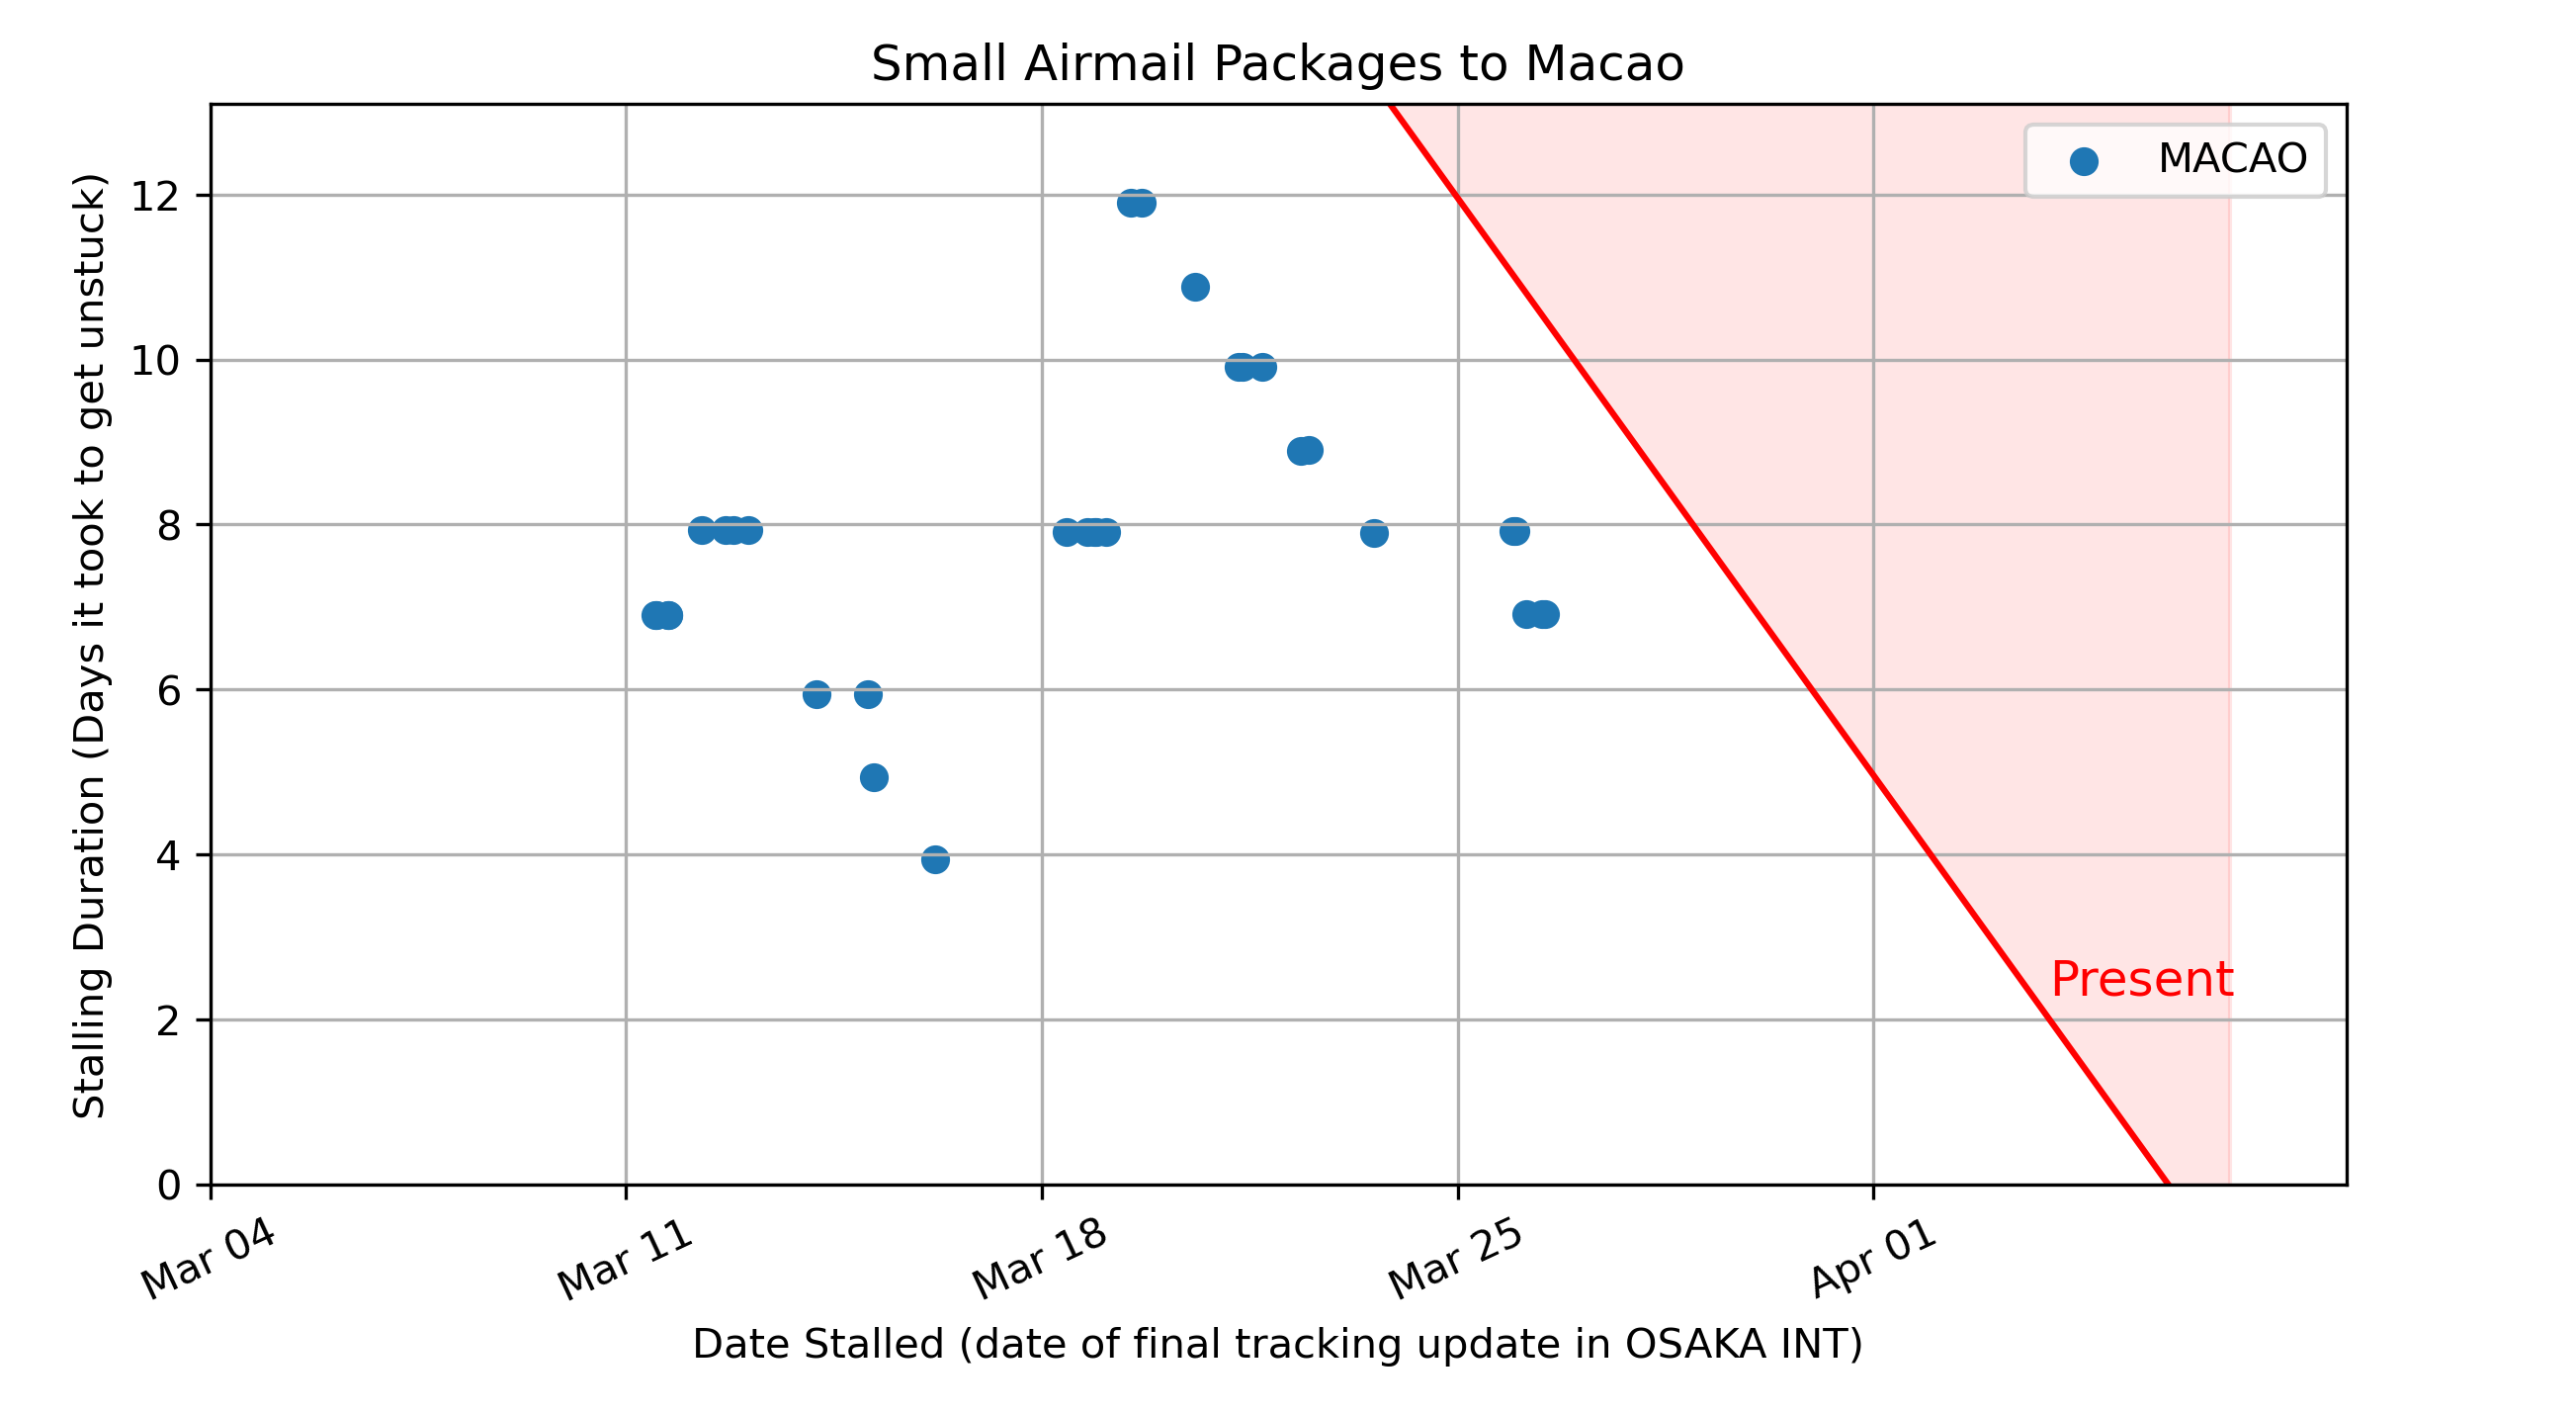 Small Airmail Packages to Macao
MACAO
Stalling Duration (Days it took to get unstuck)
12
10
8
6
4
2
0
Present
Mar 04
Mar 11
Mar 18
Mar 25
Apr 01
Date Stalled (date of final tracking update in OSAKA INT)